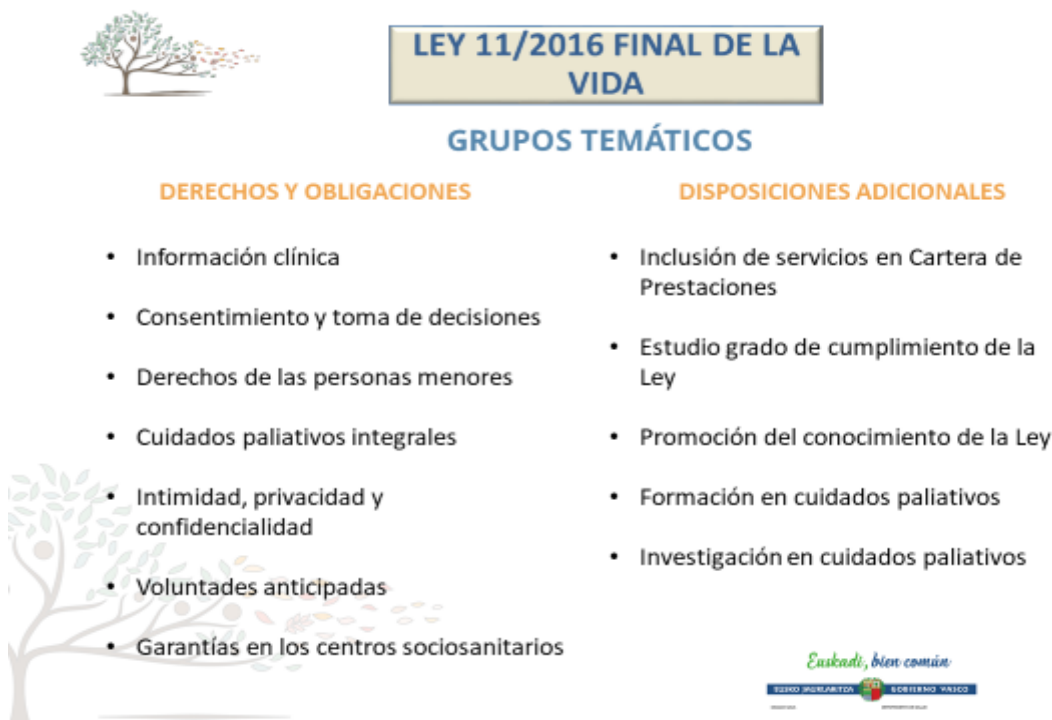 LEY 11/2016 FINAL DE LA
VIDA
GRUPOS TEMÁTICOS
DERECHOS Y OBLIGACIONES
• Información clínica
• Consentimiento y toma de decisiones
• Derechos de las personas menores
• Cuidados paliativos integrales
• Intimidad, privacidad y
confidencialidad
• Voluntades anticipadas
• Garantías en los centros sociosanitarios
DISPOSICIONES ADICIONALES
• Inclusión de servicios en Cartera de
Prestaciones
• Estudio grado de cumplimiento de la
Ley
• Promoción del conocimiento de la Ley
• Formación en cuidados paliativos
• Investigación en cuidados paliativos
Euskadi, bien común
EUSKO JAURLARITZA GOBIERNO VASCO